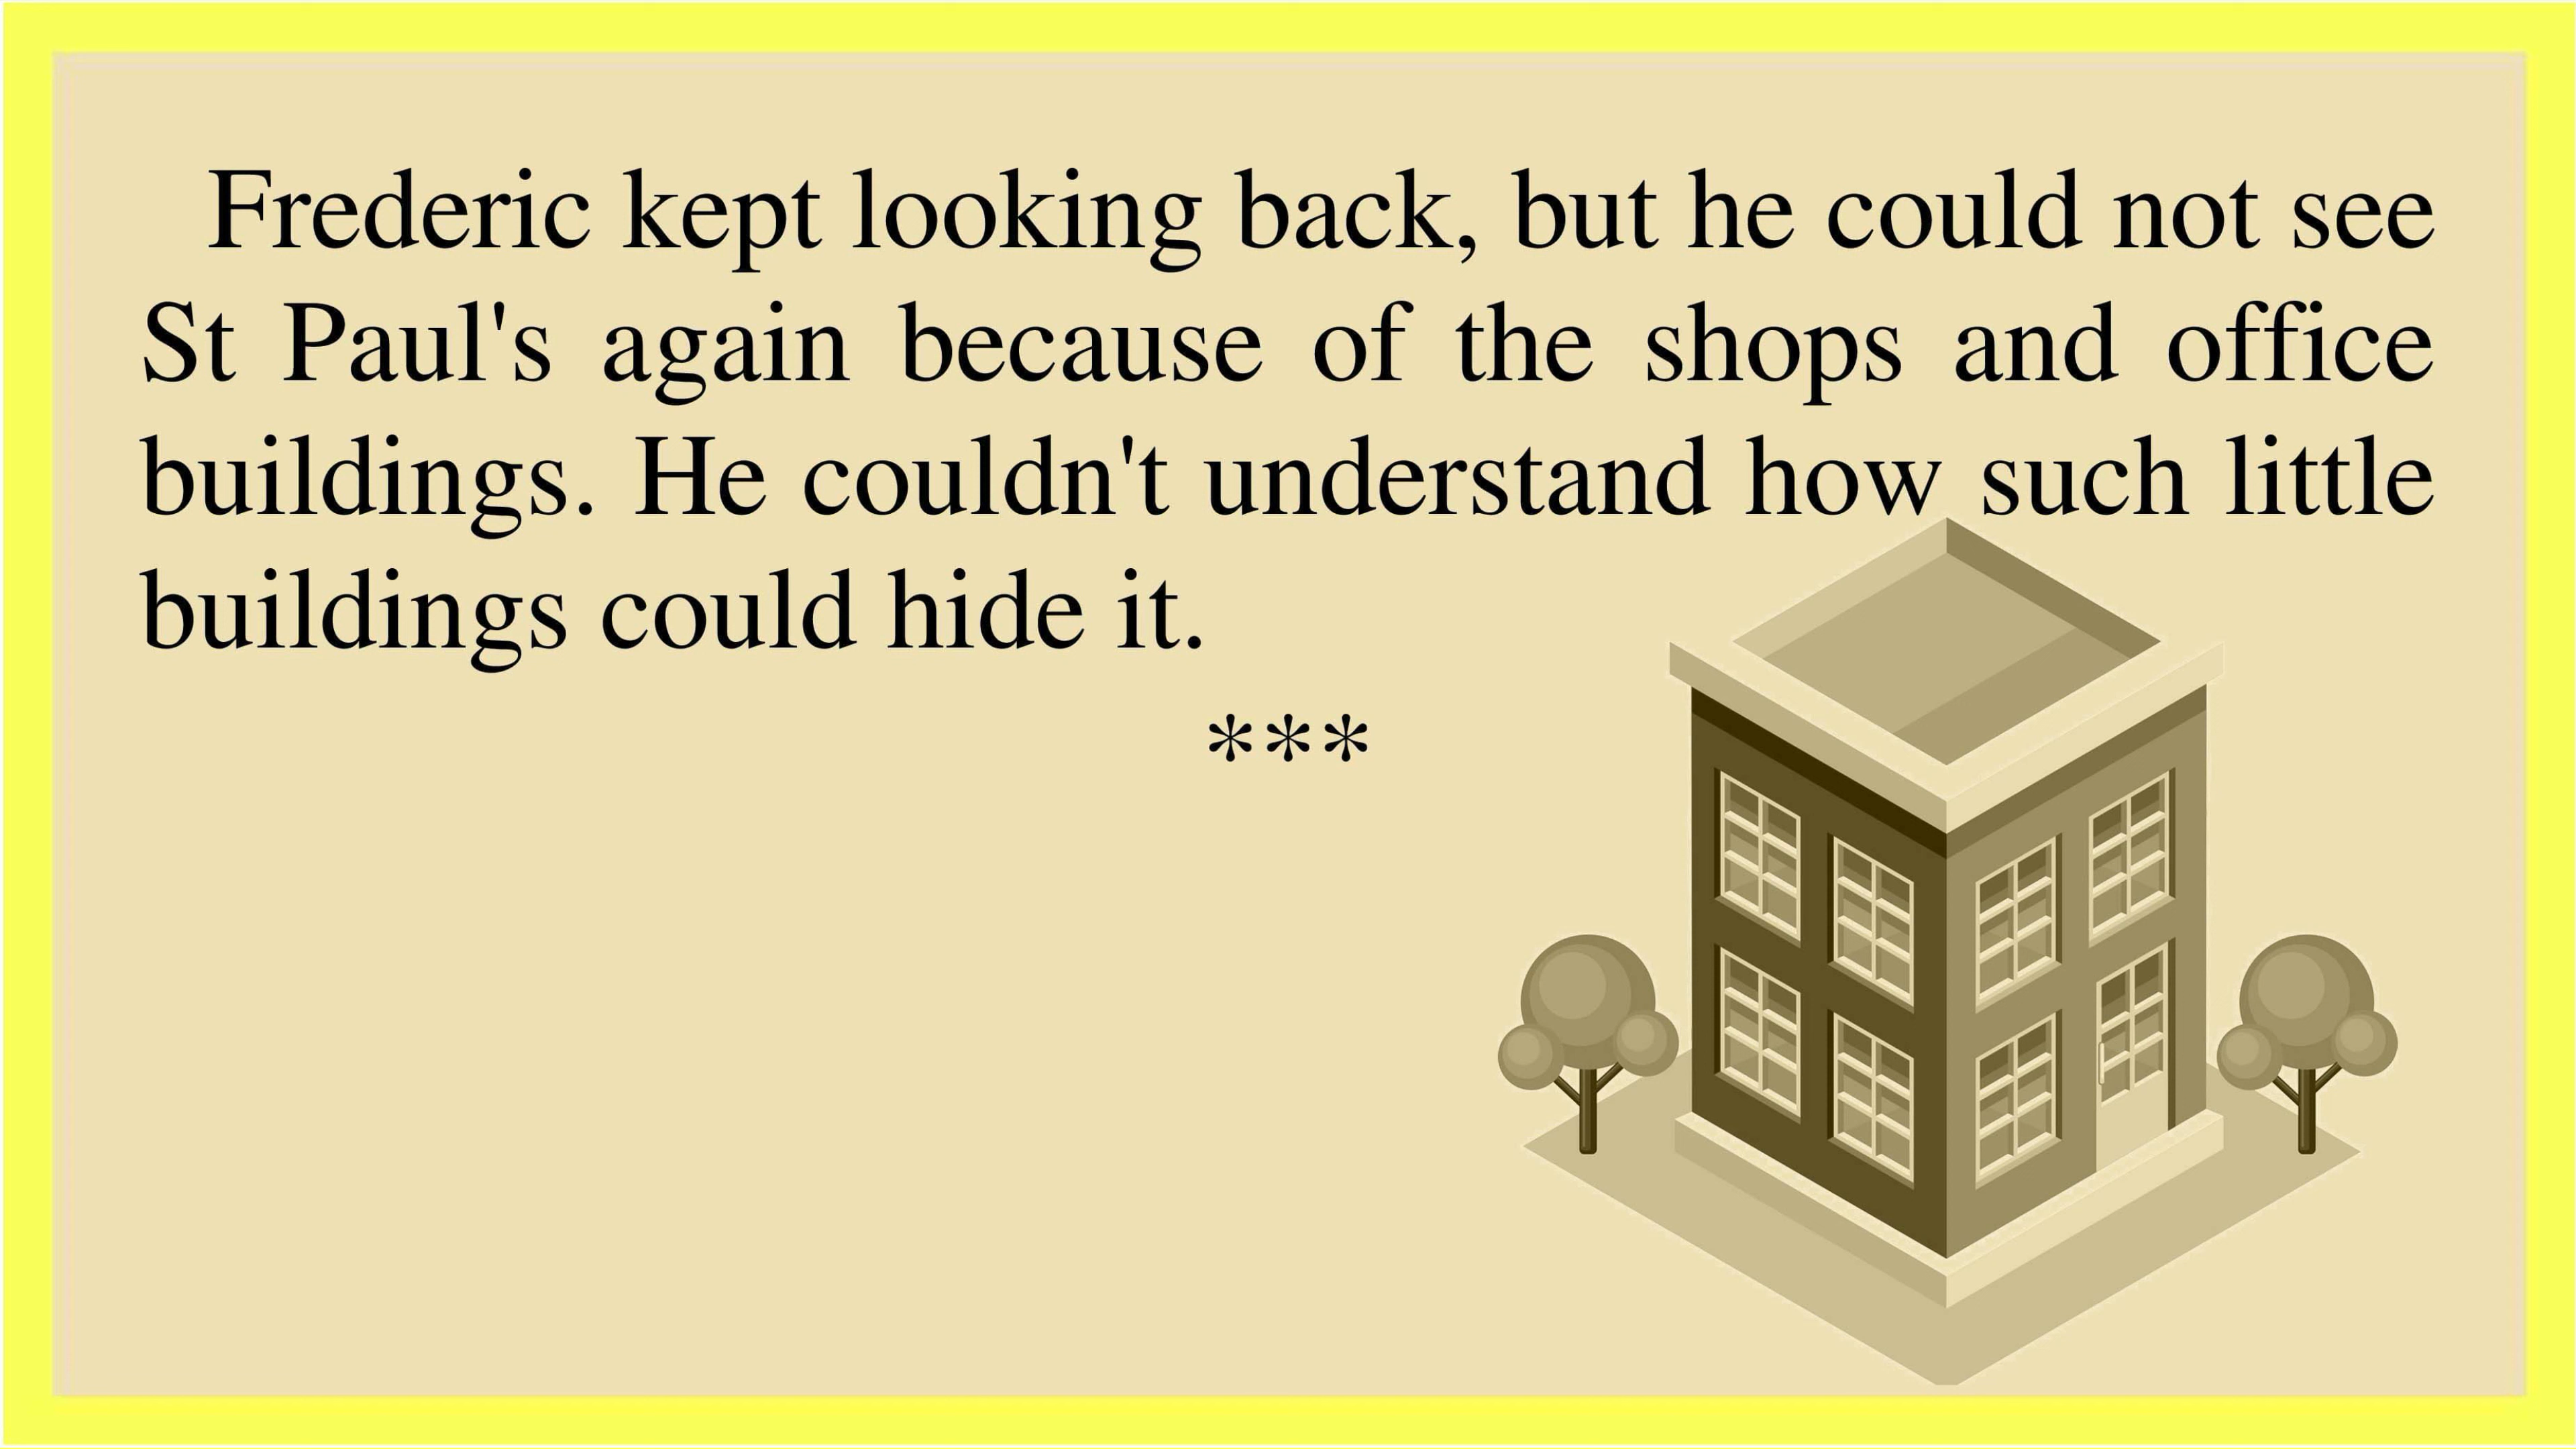 Frederic kept looking back, but he could not see
St Paul's again because of the shops and office
buildings. He couldn't understand how such little
buildings could hide it.
***